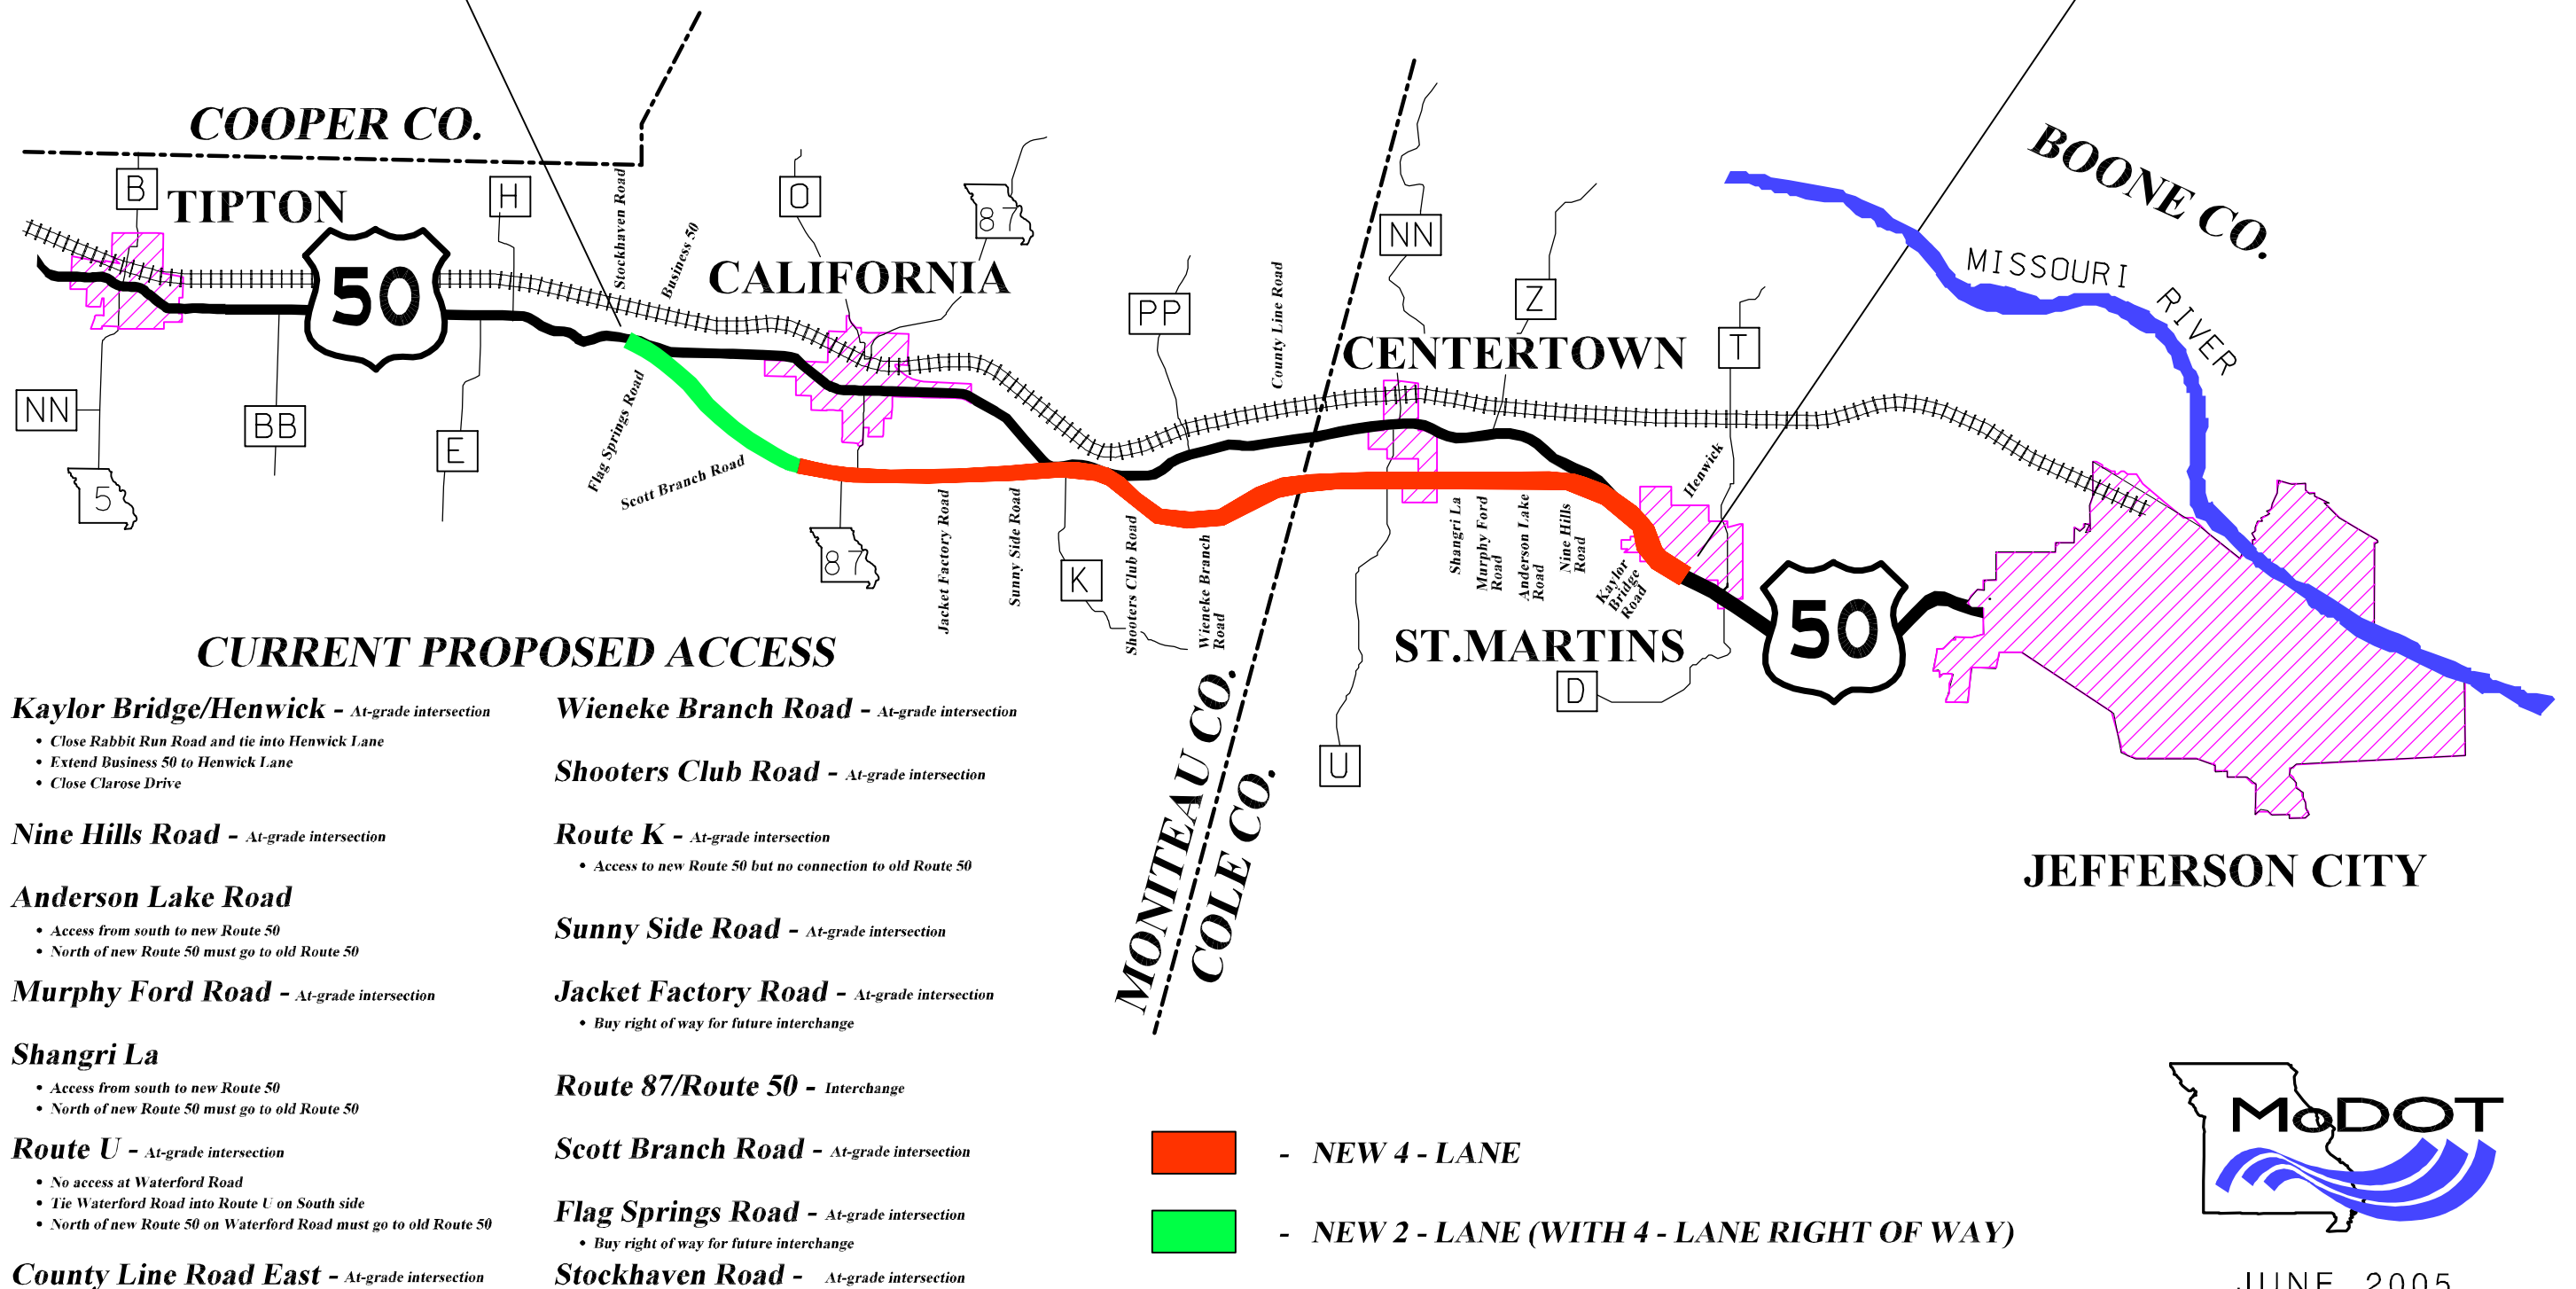 COOPER CO.
BOONE CO.
B
TIPTON
H
Stockhaven Road
Business 50
O
87
NN
MISSOURI RIVER
50
CALIFORNIA
PP
County Line Road
Z
CENTERTOWN
T
NN
BB
E
5
Flag Springs Road
Scott Branch Road
87
Jacket Factory Road
Sunny Side Road
K
Shooters Club Road
Wieneke Branch
Road
Shangri La
Murphy Ford
Road
Anderson Lake
Road
Nine Hills
Road
Kaylor
Bridge
Road
Henwick
ST.MARTINS
50
D
U
MONITEAU CO.
COLE CO.
JEFFERSON CITY
CURRENT PROPOSED ACCESS
Kaylor Bridge/Henwick - At-grade intersection
• Close Rabbit Run Road and tie into Henwick Lane
• Extend Business 50 to Henwick Lane
• Close Clarose Drive
Nine Hills Road - At-grade intersection
Anderson Lake Road
• Access from south to new Route 50
• North of new Route 50 must go to old Route 50
Murphy Ford Road - At-grade intersection
Shangri La
• Access from south to new Route 50
• North of new Route 50 must go to old Route 50
Route U - At-grade intersection
• No access at Waterford Road
• Tie Waterford Road into Route U on South side
• North of new Route 50 on Waterford Road must go to old Route 50
County Line Road East - At-grade intersection
Wieneke Branch Road - At-grade intersection
Shooters Club Road - At-grade intersection
Route K - At-grade intersection
• Access to new Route 50 but no connection to old Route 50
Sunny Side Road - At-grade intersection
Jacket Factory Road - At-grade intersection
• Buy right of way for future interchange
Route 87/Route 50 - Interchange
Scott Branch Road - At-grade intersection
Flag Springs Road - At-grade intersection
• Buy right of way for future interchange
Stockhaven Road - At-grade intersection
- NEW 4 - LANE
- NEW 2 - LANE (WITH 4 - LANE RIGHT OF WAY)
MoDOT
JUNE 2005